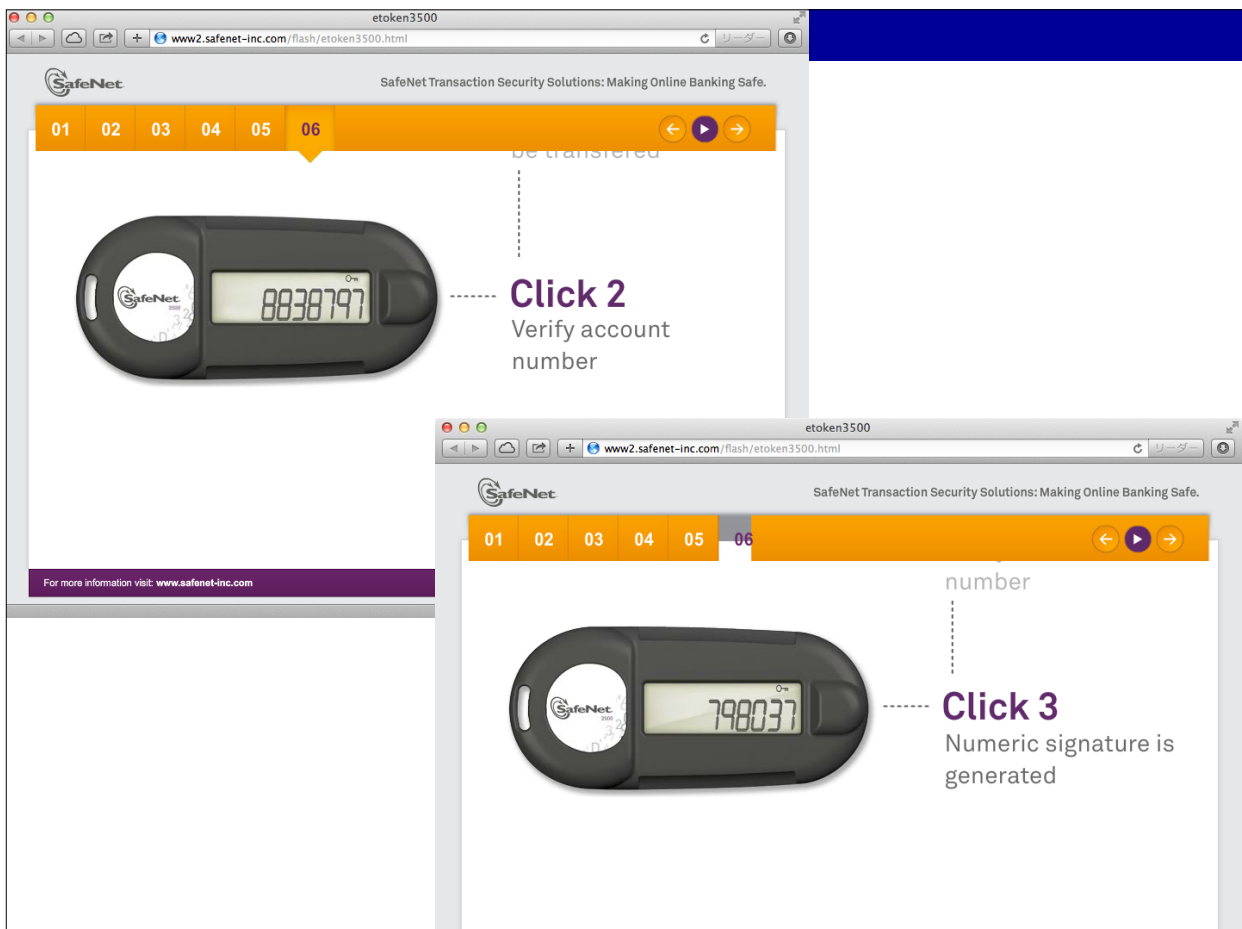 etoken3500
www2.safenet-inc.com/flash/etoken3500.html
リーダー
SafeNet
SafeNet Transaction Security Solutions: Making Online Banking Safe.
01 02 03 04 05 06
be transfered
SafeNet
3500
8838797
Click 2
Verify account
number
For more information visit: www.safenet-inc.com
etoken3500
www2.safenet-inc.com/flash/etoken3500.html
リーダー
SafeNet
SafeNet Transaction Security Solutions: Making Online Banking Safe.
01 02 03 04 05 06
number
SafeNet
3500
798037
Click 3
Numeric signature is
generated